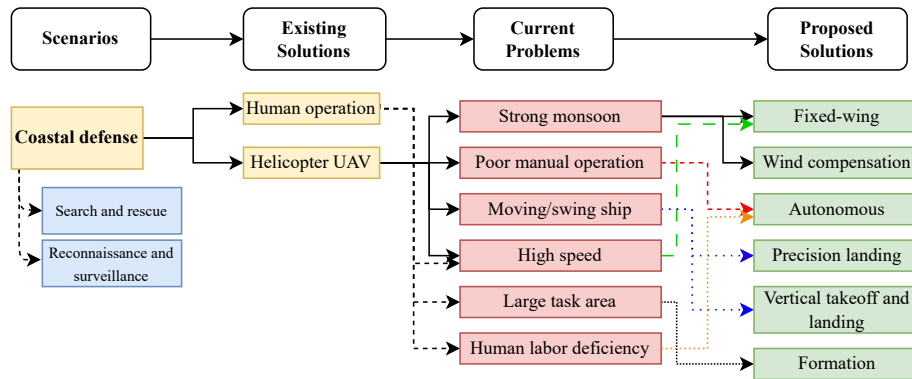 Scenarios
Existing
Solutions
Current
Problems
Proposed
Solutions
Coastal defense
Search and rescue
Reconnaissance and
surveillance
Human operation
Helicopter UAV
Strong monsoon
Poor manual operation
Moving/swing ship
High speed
Large task area
Human labor deficiency
Fixed-wing
Wind compensation
Autonomous
Precision landing
Vertical takeoff and
landing
Formation